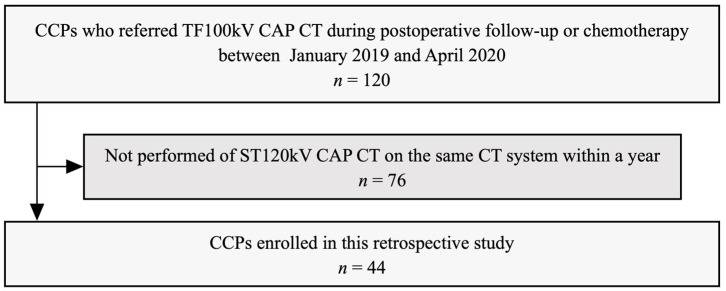 CCPs who referred TF100kV CAP CT during postoperative follow-up or chemotherapy
between January 2019 and April 2020
n = 120
Not performed of ST120kV CAP CT on the same CT system within a year
n = 76
CCPs enrolled in this retrospective study
n = 44